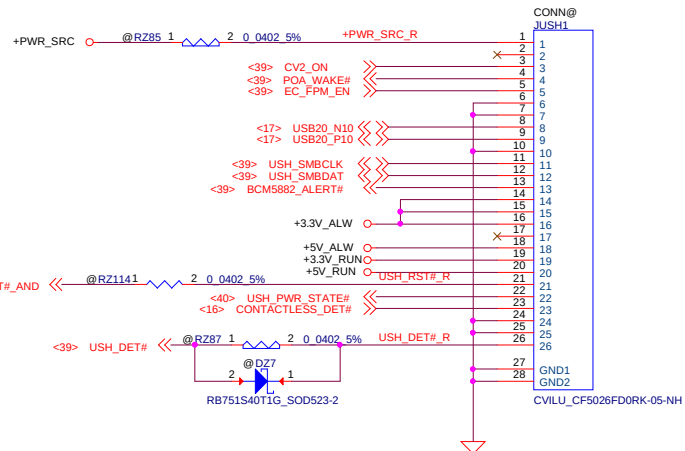 CONN@
JUSH1
+PWR_SRC @RZ85 1 2 0_0402_5% +PWR_SRC_R 1 1
2 2
<39> CV2_ON 3 3
<39> POA_WAKE# 4 4
<39> EC_FPM_EN 5 5
6 6
7 7
<17> USB20_N10 8 8
<17> USB20_P10 9 9
10 10
<39> USH_SMBCLK 11 11
<39> USH_SMBDAT 12 12
<39> BCM5882_ALERT# 13 13
14 14
15 15
+3.3V_ALW 16 16
17 17
+5V_ALW 18 18
+3.3V_RUN 19 19
+5V_RUN 20 20
T#_AND @RZ114 1 2 0_0402_5% USH_RST#_R 21 21
<40> USH_PWR_STATE# 22 22
<16> CONTACTLESS_DET# 23 23
24 24
25 25
<39> USH_DET# @RZ87 1 2 0_0402_5% USH_DET#_R 26 26
@DZ7
27 GND1
2 1 28 GND2
RB751S40T1G_SOD523-2 CVILU_CF5026FD0RK-05-NH